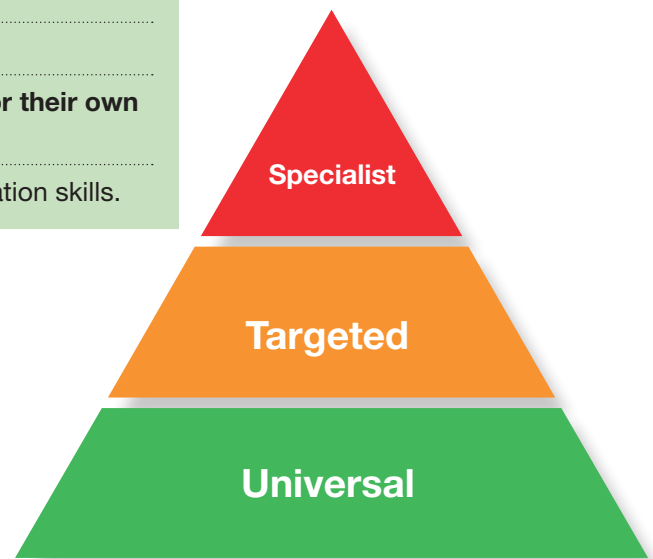 r their own
ation skills.
Specialist
Targeted
Universal